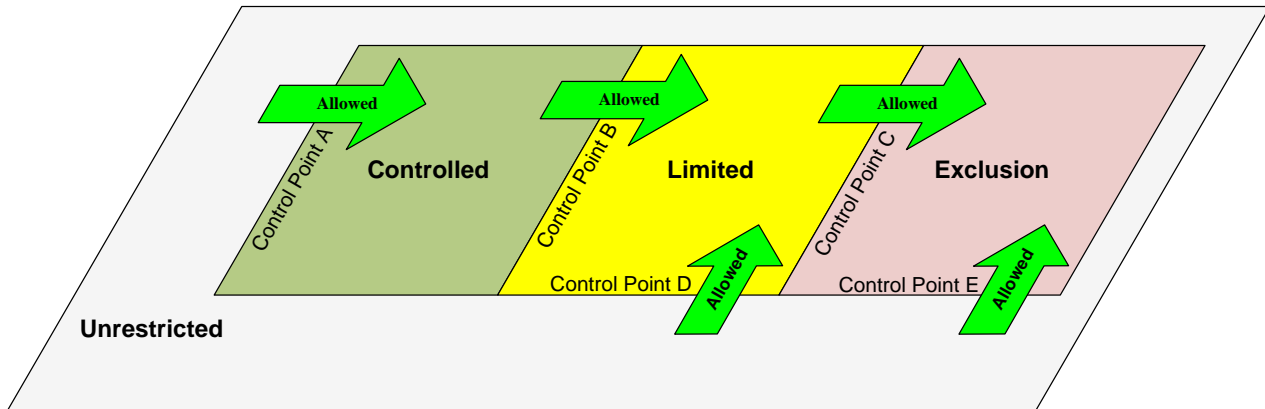 Allowed
Allowed
Allowed
Control Point A
Controlled
Control Point B
Limited
Control Point C
Exclusion
Allowed
Allowed
Control Point D
Control Point E
Unrestricted